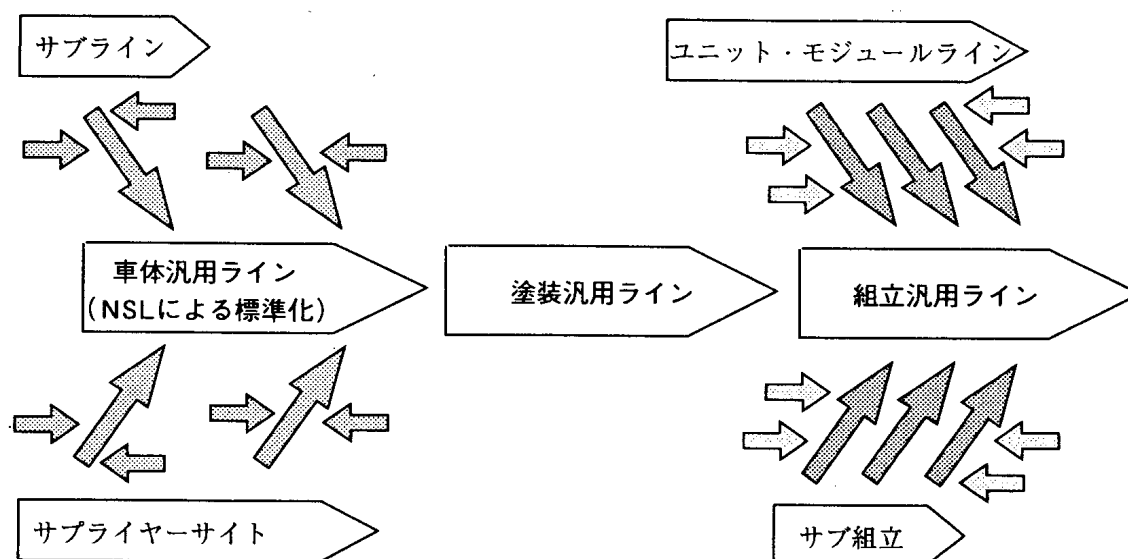 サブライン
ユニット・モジュールライン
車体汎用ライン
(NSLによる標準化)
塗装汎用ライン
組立汎用ライン
サプライヤーサイト
サブ組立